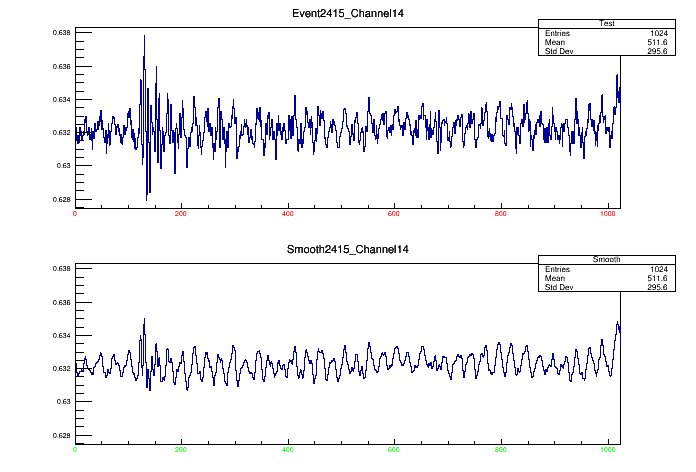 Event2415_Channel14
Test
Entries 1024
Mean 511.6
Std Dev 295.6
0.638
0.636
0.634
0.632
0.63
0.628
0 200 400 600 800 1000
Smooth2415_Channel14
Smooth
Entries 1024
Mean 511.6
Std Dev 295.6
0.638
0.636
0.634
0.632
0.63
0.628
0 200 400 600 800 1000